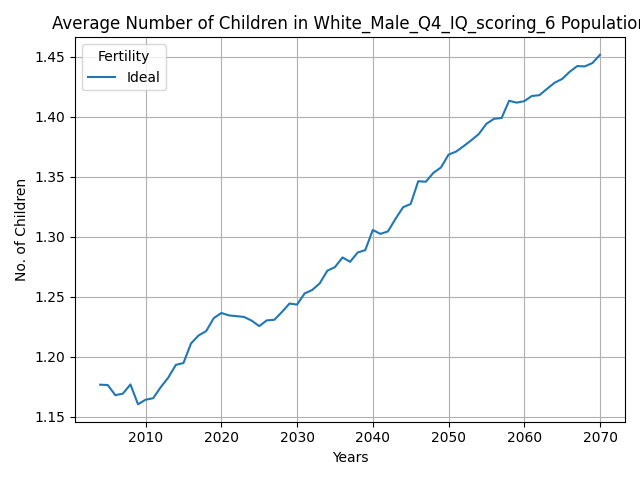 Average Number of Children in White_Male_Q4_IQ_scoring_6 Population
Fertility
Ideal
No. of Children
1.45
1.40
1.35
1.30
1.25
1.20
1.15
2010 2020 2030 2040 2050 2060 2070
Years